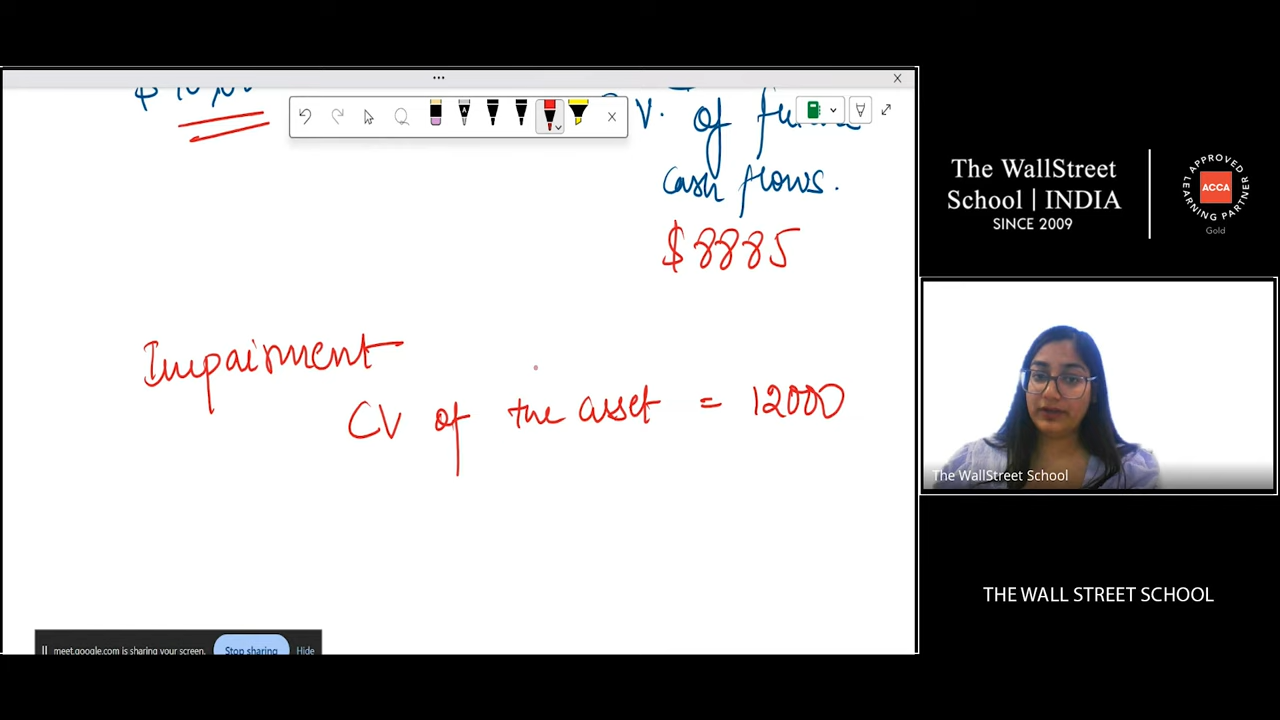 V. of
cash flows.
$8885
Impairment
CV of the asset = 12000
meet.google.com is sharing your screen.
Stop sharing
Hide
The WallStreet
School | INDIA
SINCE 2009
APPROVED
ACCA
LEARNING PARTNER
Gold
The WallStreet School
THE WALL STREET SCHOOL